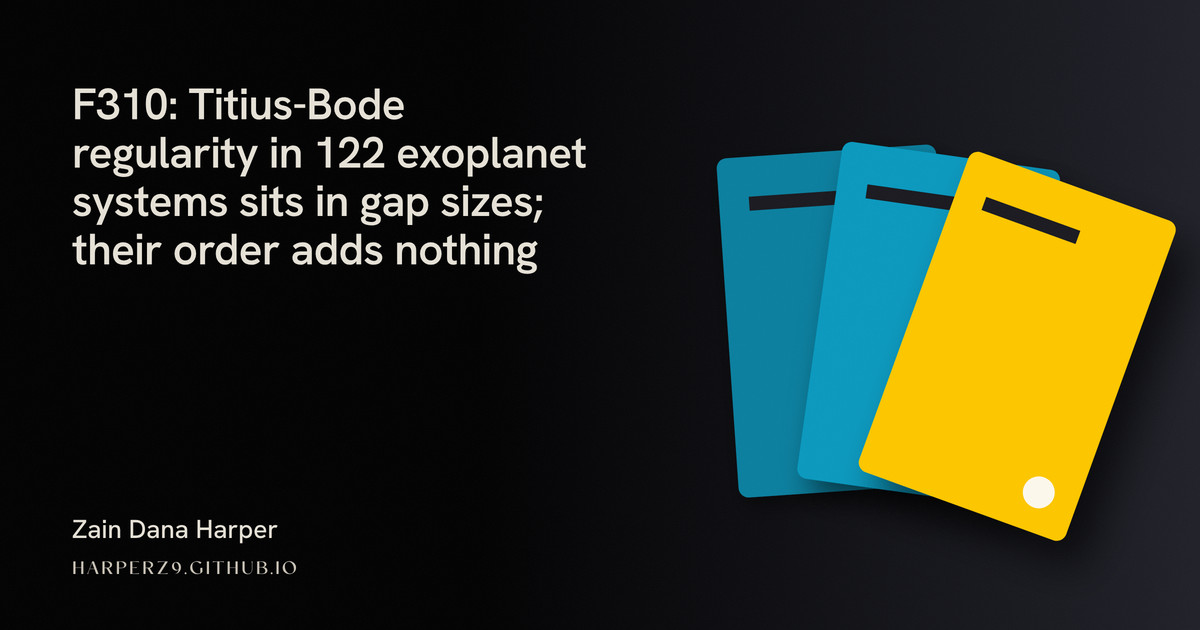 F310: Titius-Bode
regularity in 122 exoplanet
systems sits in gap sizes;
their order adds nothing
Zain Dana Harper
HARPERZ9.GITHUB.IO